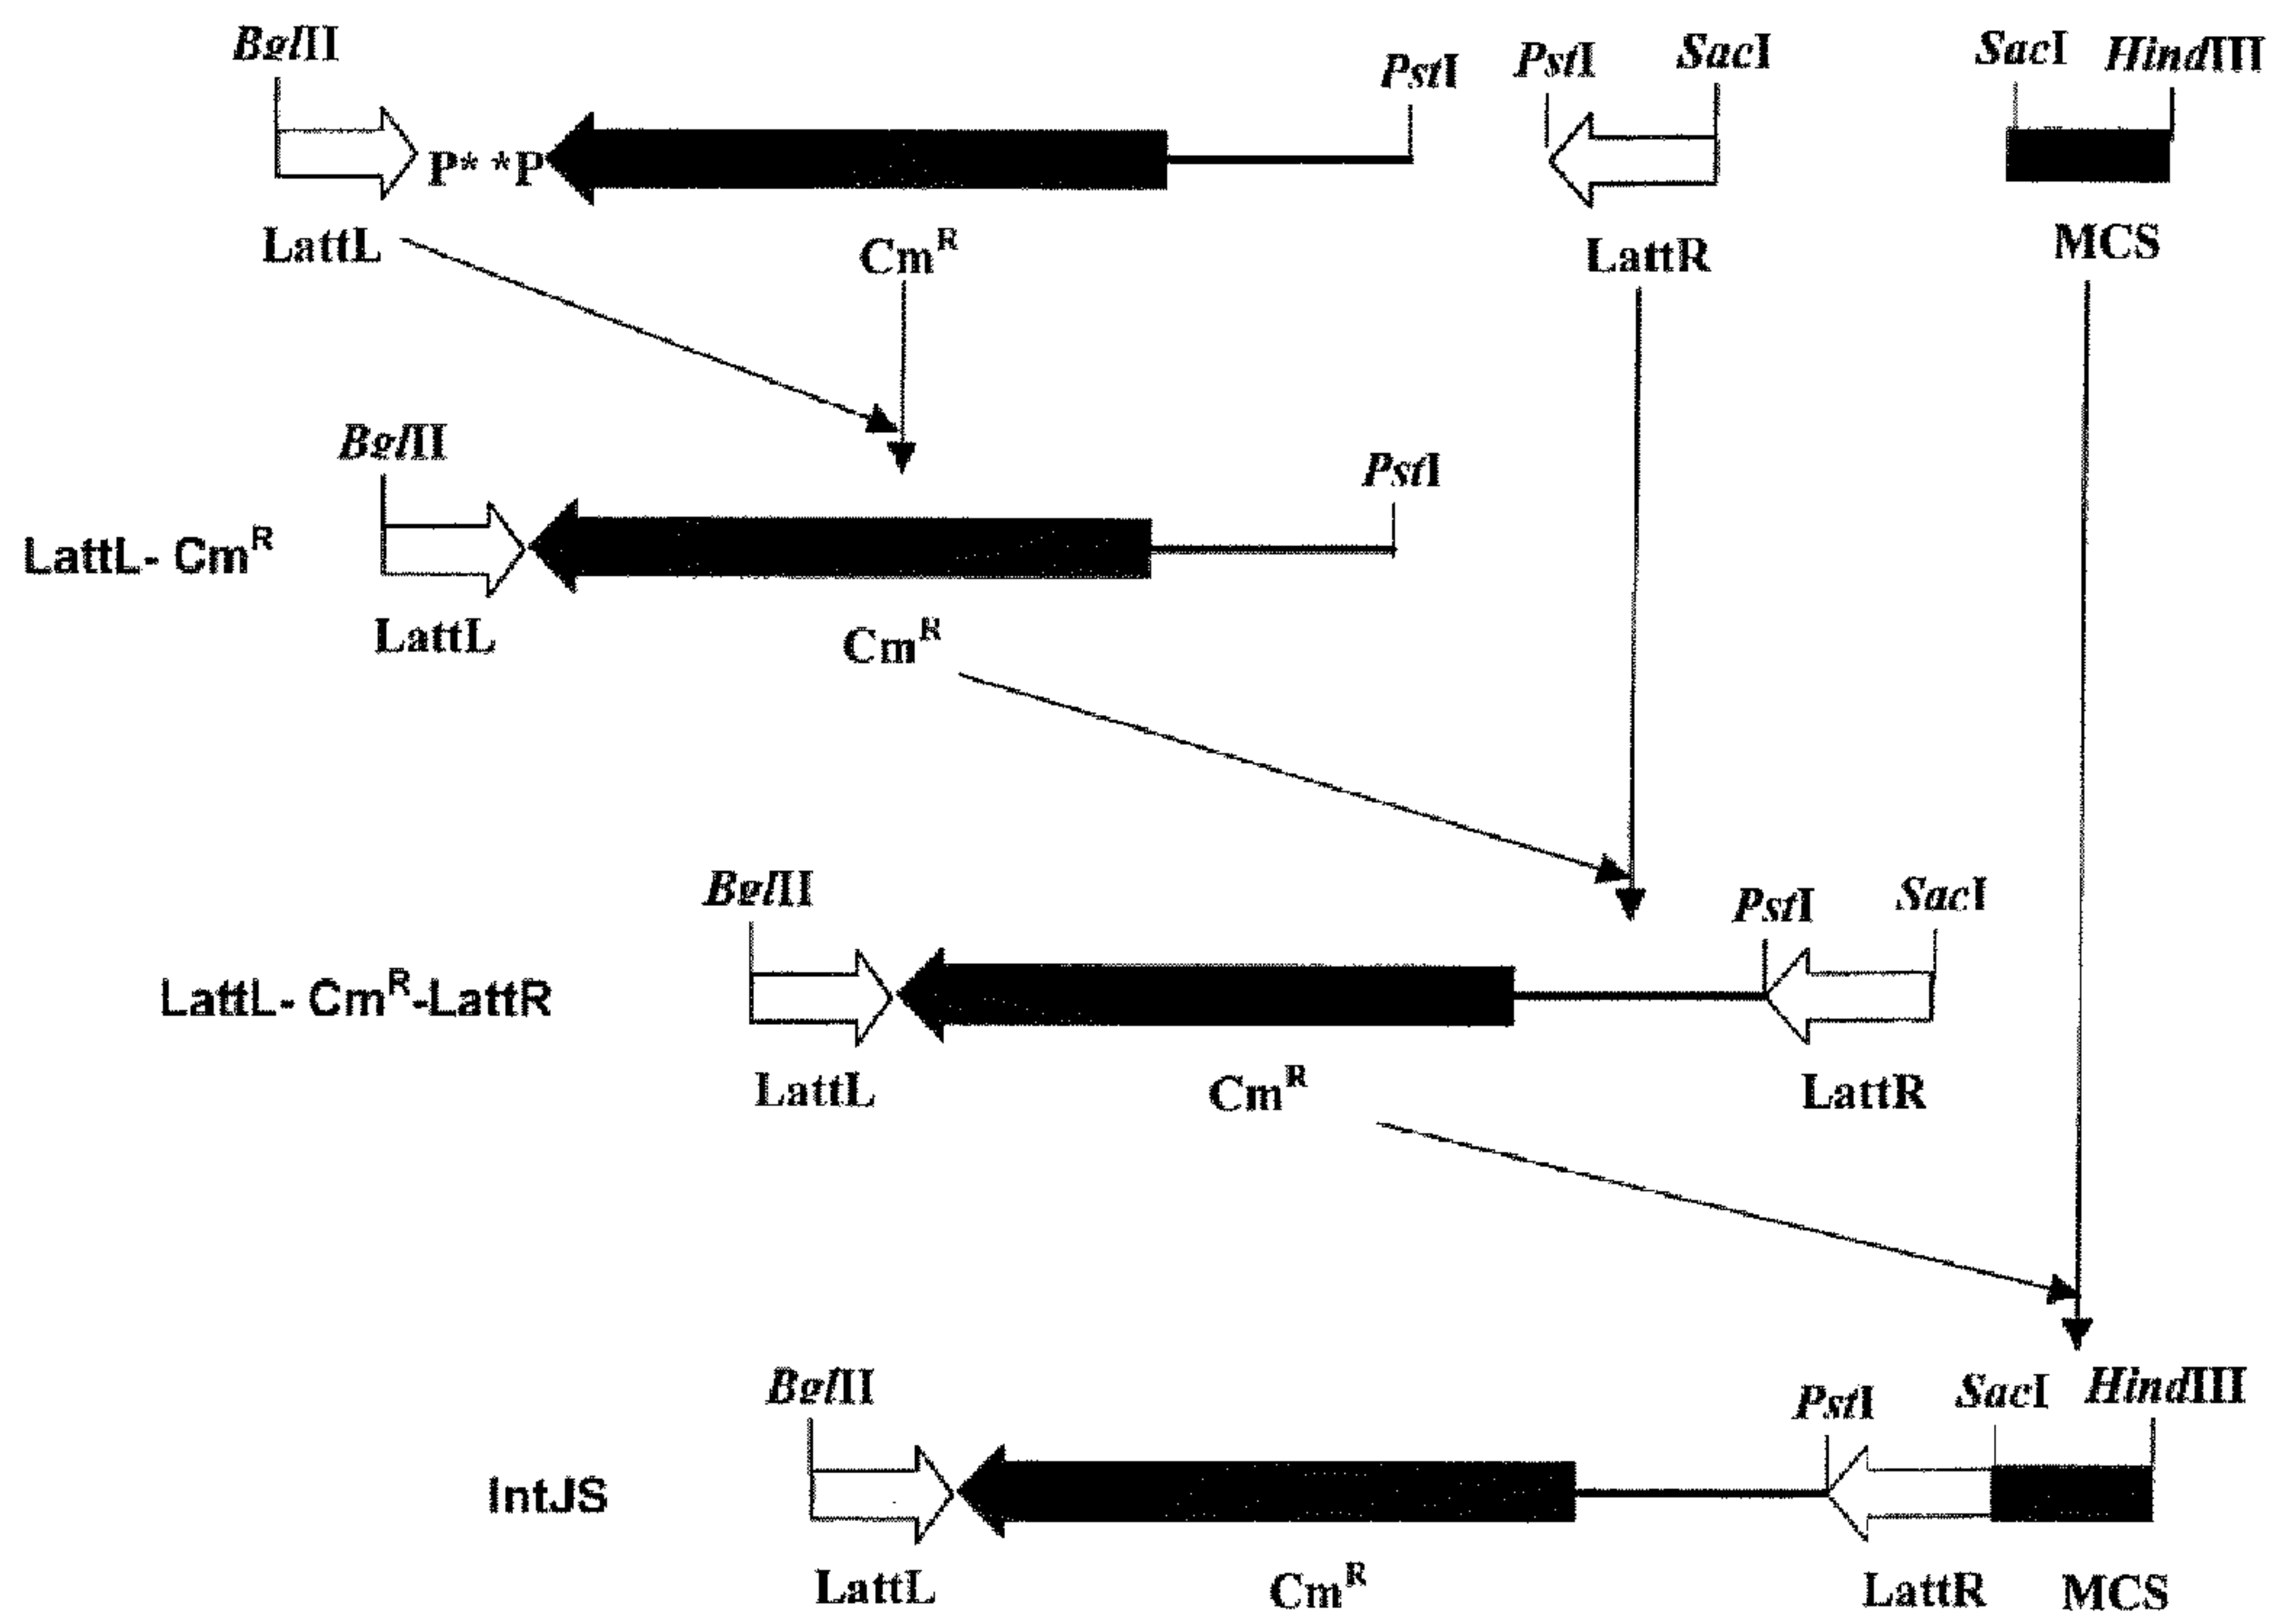 BglII PstI PstI SacI SacI HindIII
P* *P
LattL CmR LattR MCS
BglII PstI
LattL- CmR
LattL CmR
BglII PstI SacI
LattL- CmR-LattR
LattL CmR LattR
BglII PstI SacI HindIII
IntJS
LattL CmR LattR MCS